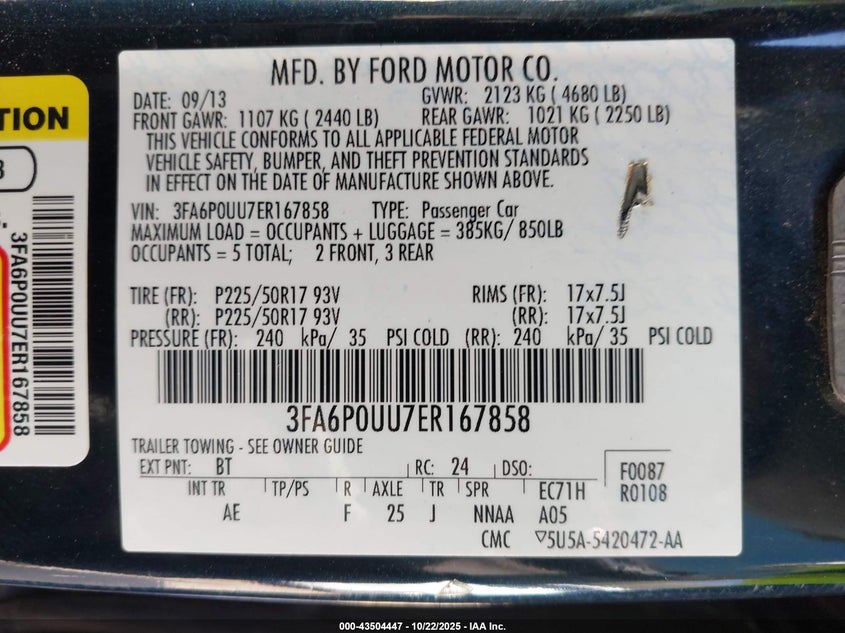 MFD. BY FORD MOTOR CO.
DATE: 09/13 GVWR: 2123 KG ( 4680 LB)
FRONT GAWR: 1107 KG ( 2440 LB) REAR GAWR: 1021 KG ( 2250 LB)
THIS VEHICLE CONFORMS TO ALL APPLICABLE FEDERAL MOTOR
VEHICLE SAFETY, BUMPER, AND THEFT PREVENTION STANDARDS
IN EFFECT ON THE DATE OF MANUFACTURE SHOWN ABOVE.
VIN: 3FA6P0UU7ER167858 TYPE: Passenger Car
MAXIMUM LOAD = OCCUPANTS + LUGGAGE = 385KG/ 850LB
OCCUPANTS = 5 TOTAL; 2 FRONT, 3 REAR
TIRE (FR): P225/50R17 93V RIMS (FR): 17x7.5J
(RR): P225/50R17 93V (RR): 17x7.5J
PRESSURE (FR): 240 kPa/ 35 PSI COLD (RR): 240 kPa/ 35 PSI COLD
3FA6P0UU7ER167858
TRAILER TOWING - SEE OWNER GUIDE
EXT PNT: BT RC: 24 DSO: F0087
INT TR TP/PS R AXLE TR SPR EC71H R0108
AE F 25 J NNAA A05
CMC ▽5U5A-5420472-AA
TION
3FA6P0UU7ER167858
000-43504447 - 10/22/2025 - IAA Inc.